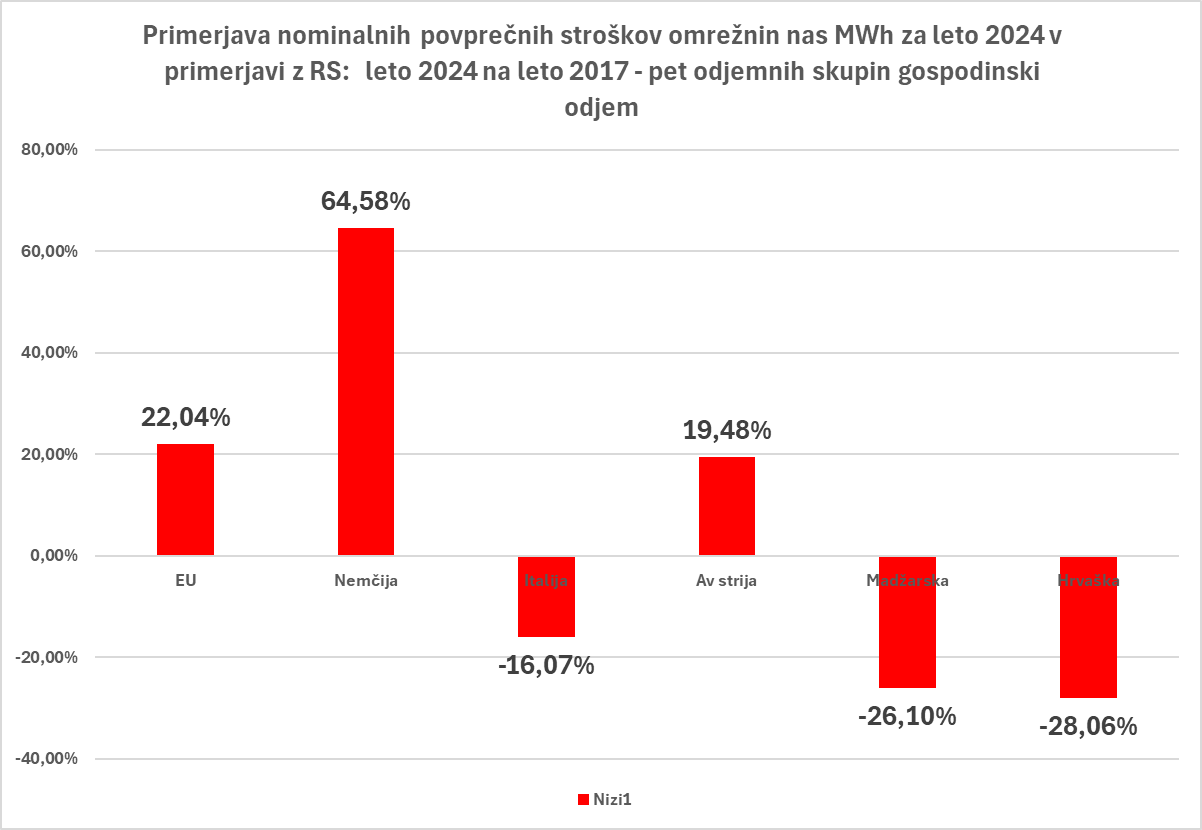 Primerjava nominalnih povprečnih stroškov omrežnin nas MWh za leto 2024 v
primerjavi z RS: leto 2024 na leto 2017 - pet odjemnih skupin gospodinski
odjem
80,00%
60,00%
40,00%
20,00%
0,00%
-20,00%
-40,00%
22,04%
64,58%
-16,07%
19,48%
-26,10%
-28,06%
EU
Nemčija
Italija
Av strija
Madžarska
Hrvaška
Nizi1